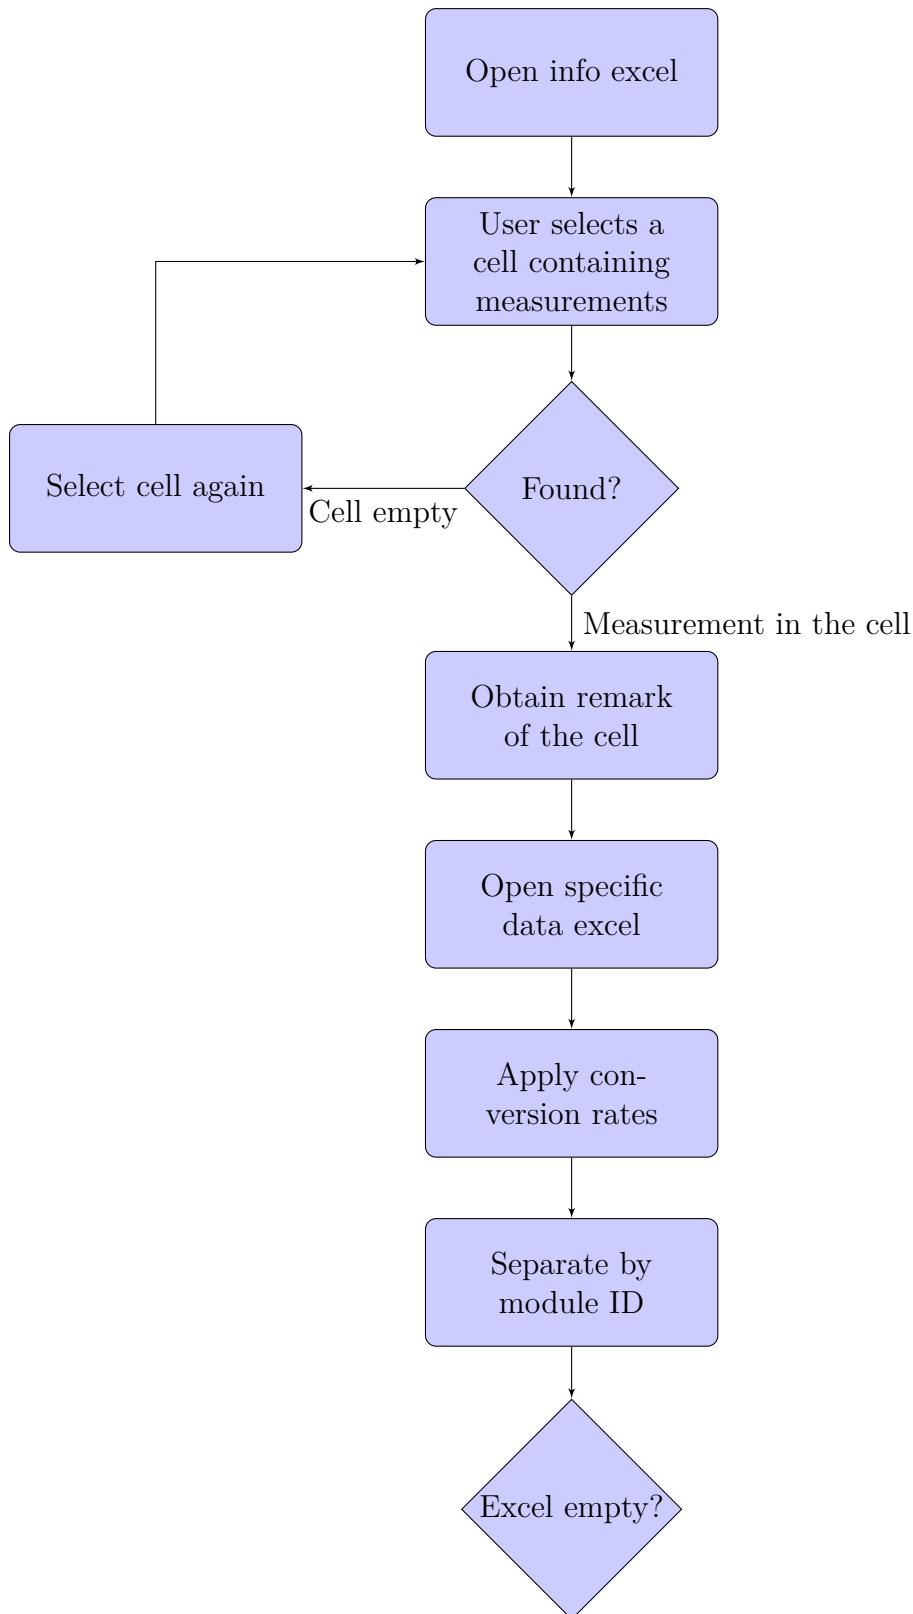 Open info excel
User selects a
cell containing
measurements
Select cell again
Cell empty
Found?
Measurement in the cell
Obtain remark
of the cell
Open specific
data excel
Apply con-
version rates
Separate by
module ID
Excel empty?